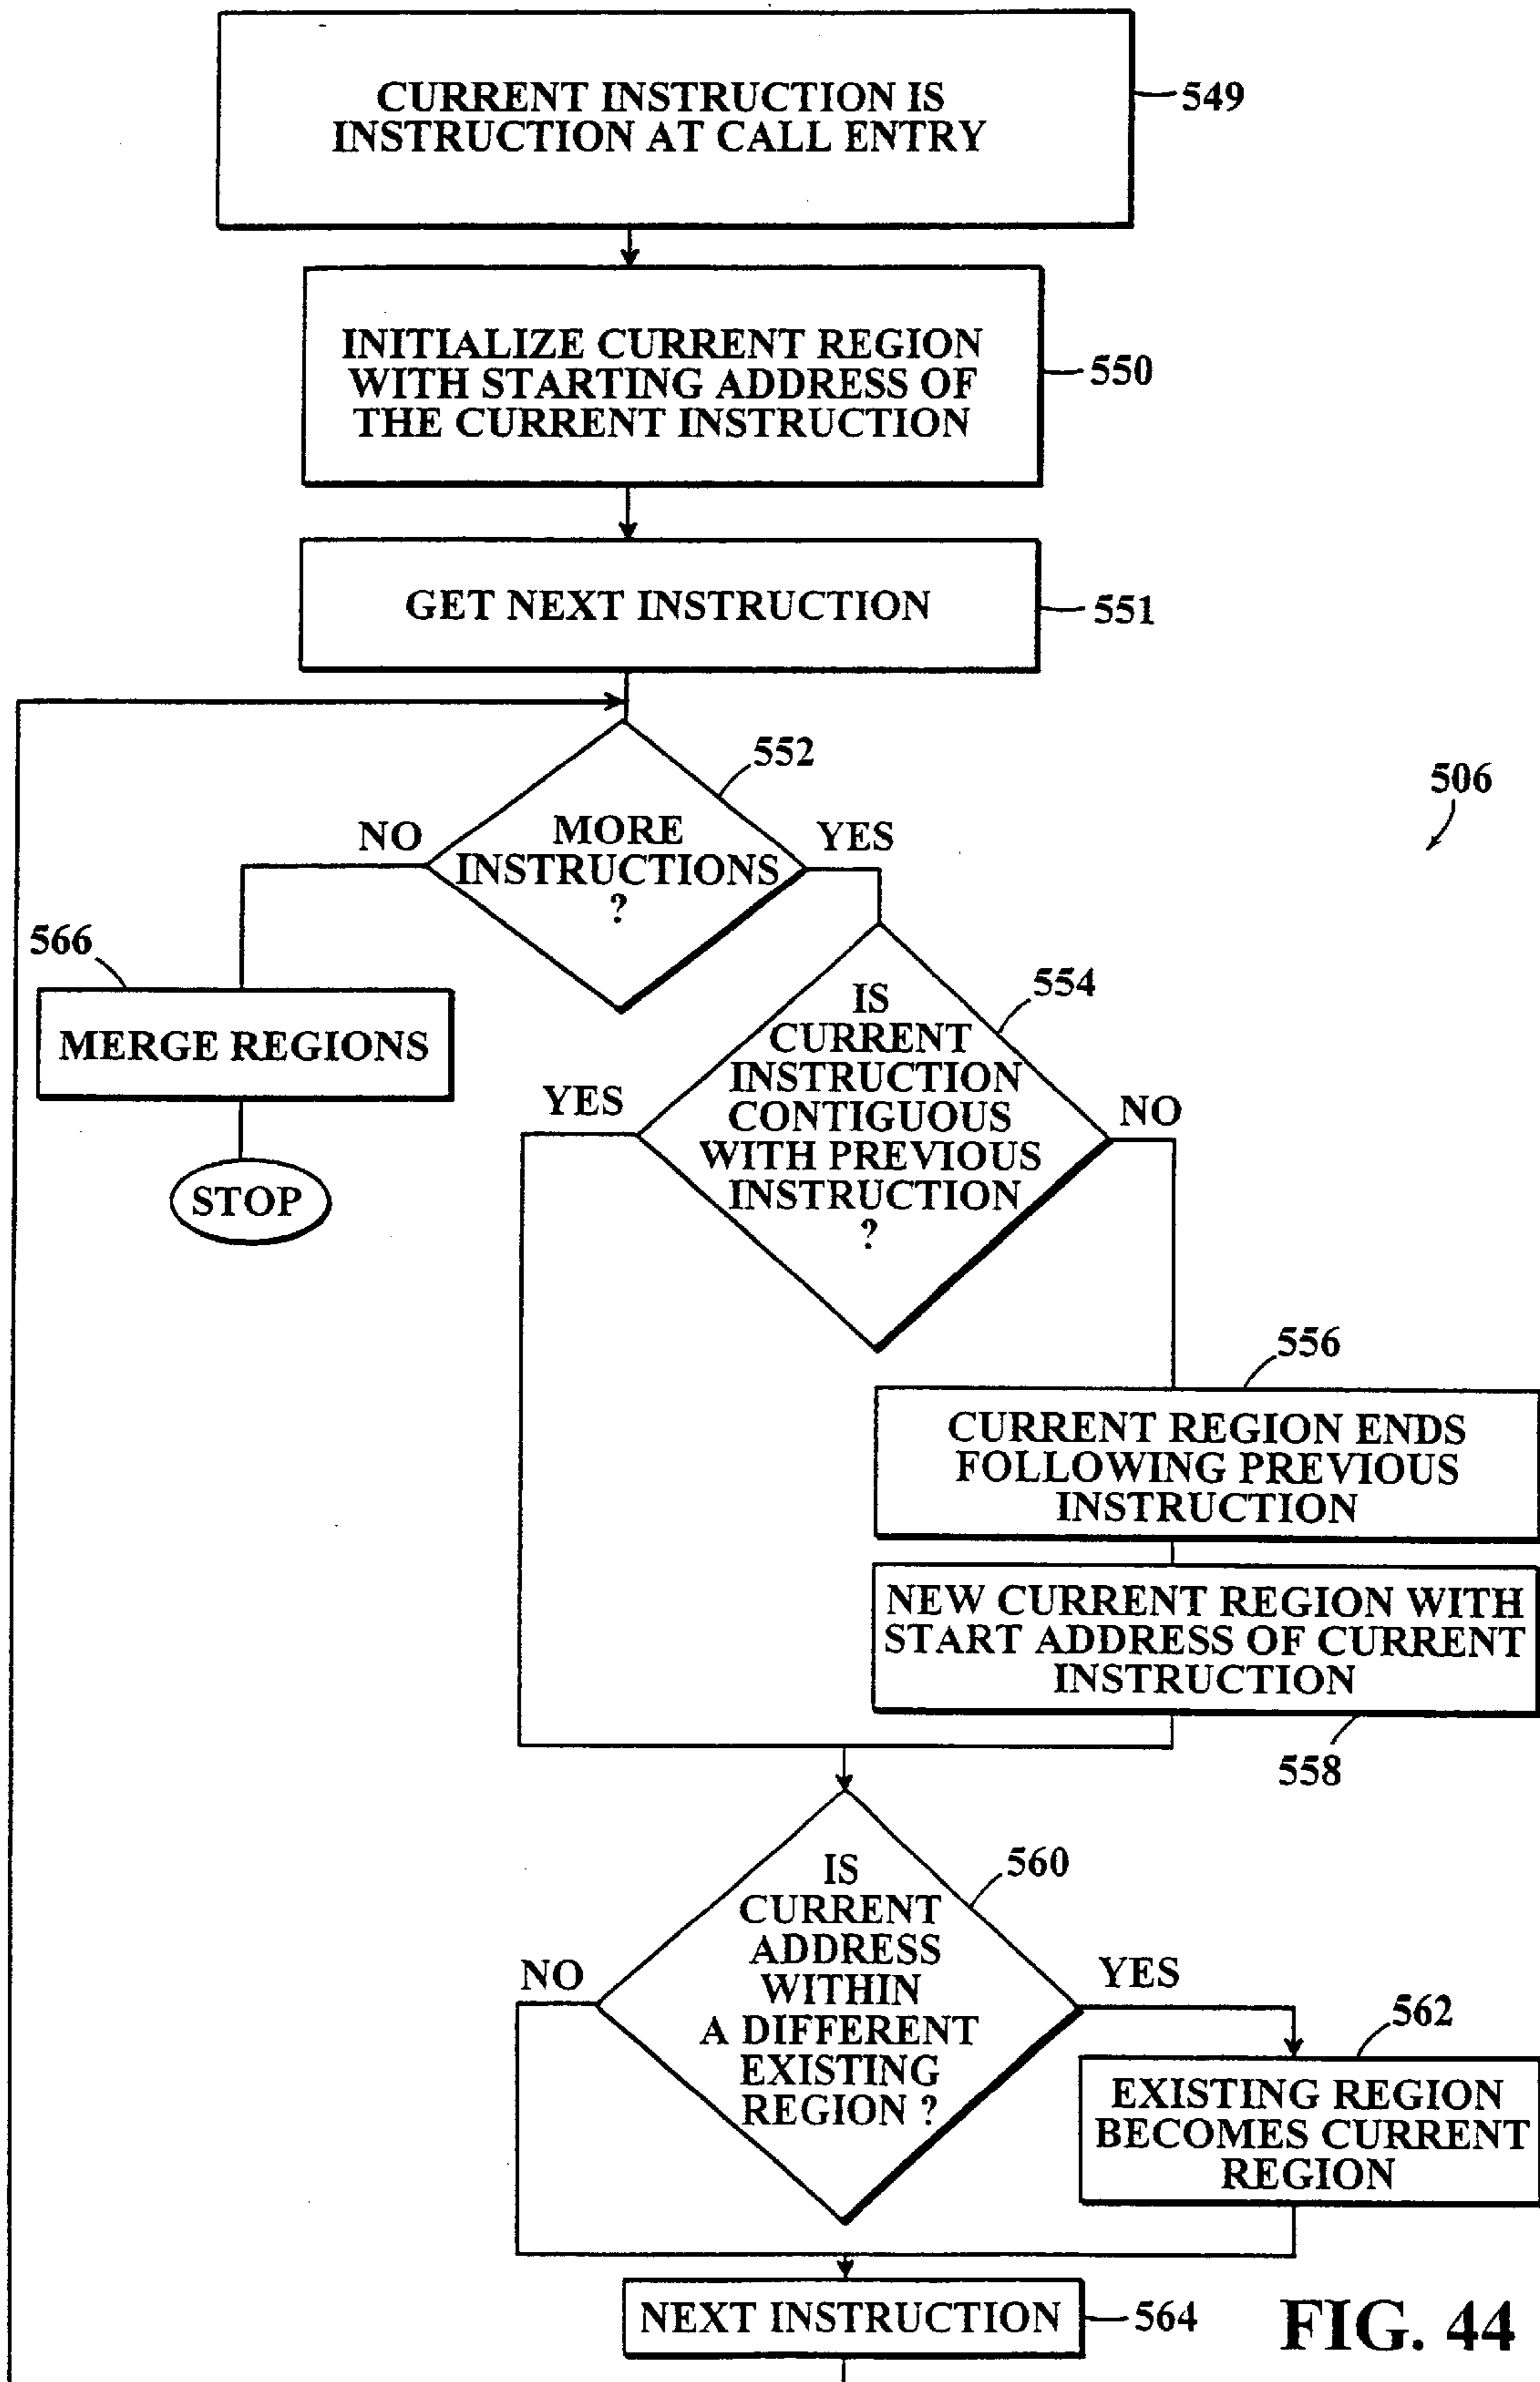 CURRENT INSTRUCTION IS
INSTRUCTION AT CALL ENTRY
549
INITIALIZE CURRENT REGION
WITH STARTING ADDRESS OF
THE CURRENT INSTRUCTION
550
GET NEXT INSTRUCTION
551
552
506
NO
MORE
INSTRUCTIONS
?
YES
566
MERGE REGIONS
STOP
554
YES
IS
CURRENT
INSTRUCTION
CONTIGUOUS
WITH PREVIOUS
INSTRUCTION
?
NO
556
CURRENT REGION ENDS
FOLLOWING PREVIOUS
INSTRUCTION
NEW CURRENT REGION WITH
START ADDRESS OF CURRENT
INSTRUCTION
558
560
NO
IS
CURRENT
ADDRESS
WITHIN
A DIFFERENT
EXISTING
REGION ?
YES
562
EXISTING REGION
BECOMES CURRENT
REGION
NEXT INSTRUCTION
564
FIG. 44